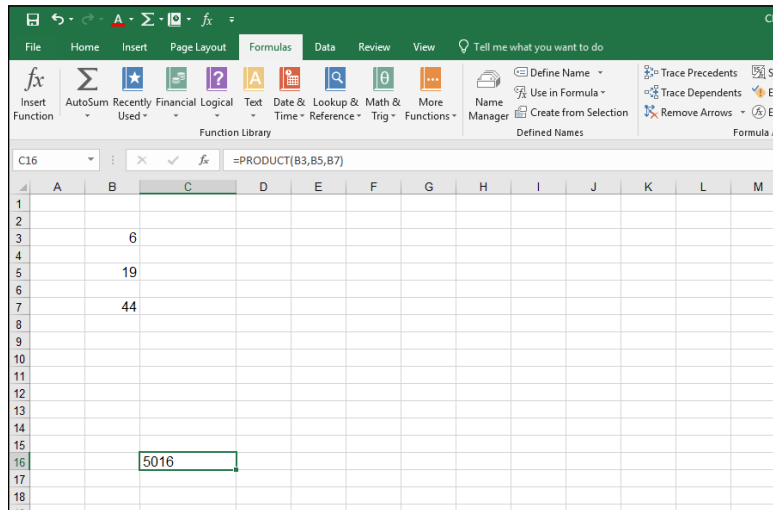 Cl
File Home Insert Page Layout Formulas Data Review View Tell me what you want to do
fx Σ ? A θ
Insert Function AutoSum Recently Used Financial Logical Text Date & Time Lookup & Reference Math & Trig More Functions
Function Library
Name Manager
Define Name
Use in Formula
Create from Selection
Defined Names
Trace Precedents S
Trace Dependents E
Remove Arrows E
Formula A
C16 fx =PRODUCT(B3,B5,B7)
A B C D E F G H I J K L M
1
2
3 6
4
5 19
6
7 44
8
9
10
11
12
13
14
15
16 5016
17
18